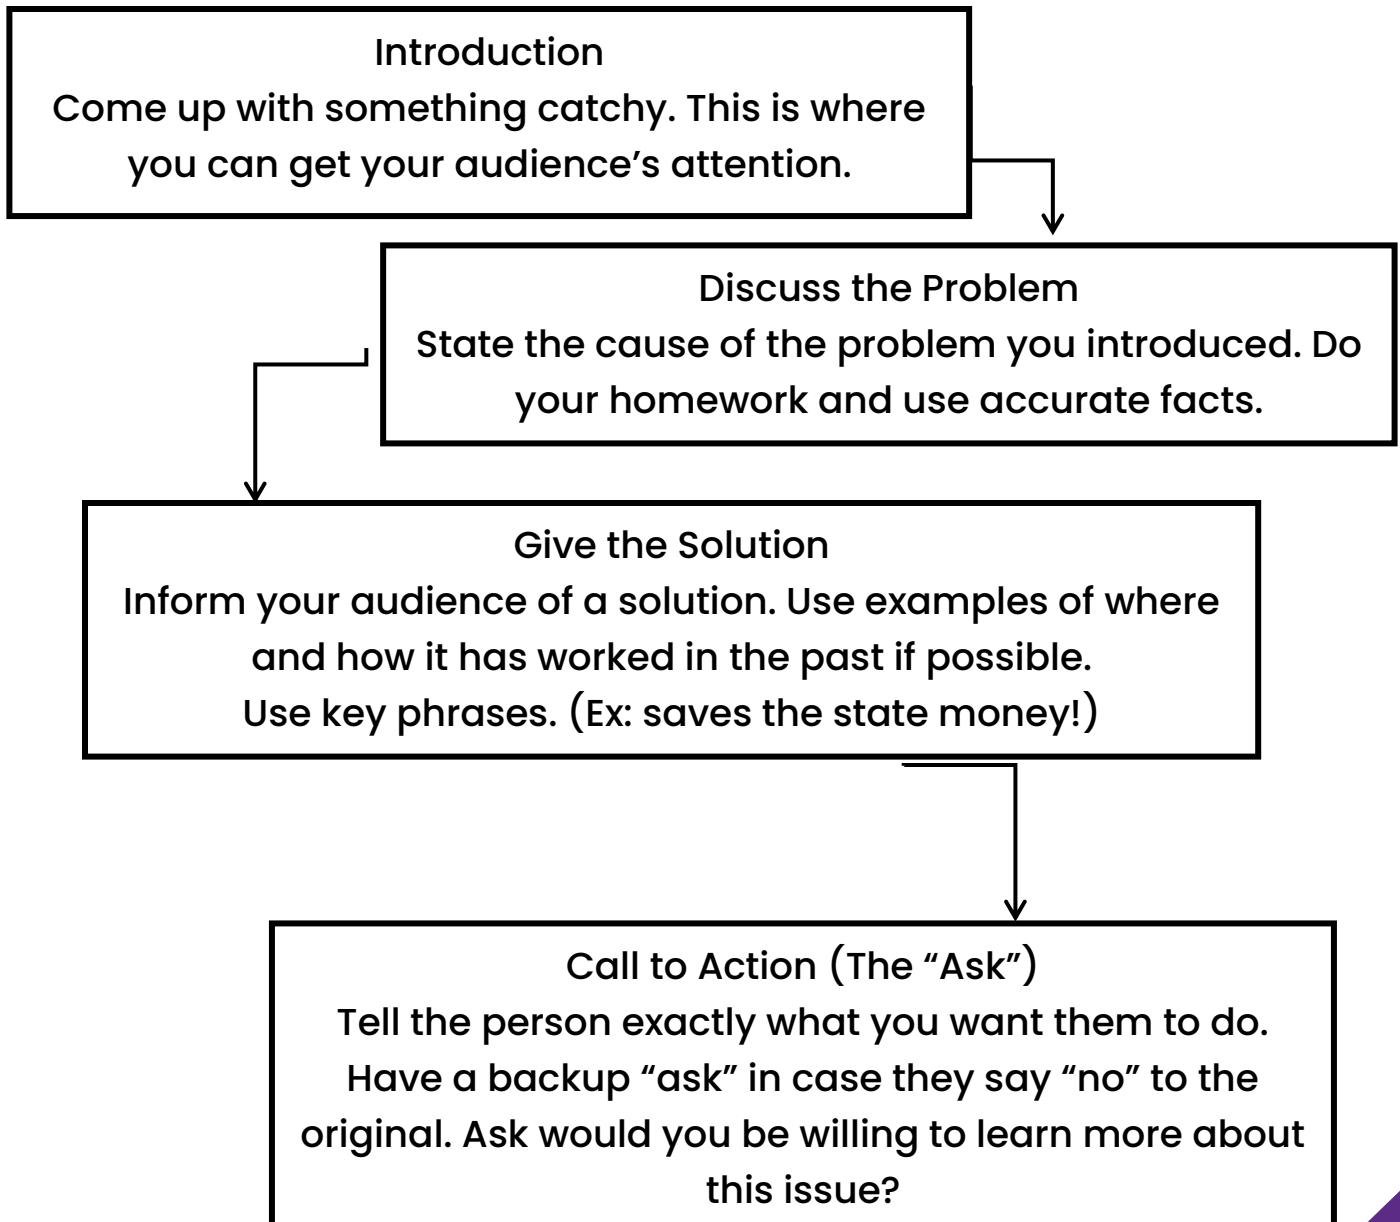 Introduction
Come up with something catchy. This is where
you can get your audience’s attention.
Discuss the Problem
State the cause of the problem you introduced. Do
your homework and use accurate facts.
Give the Solution
Inform your audience of a solution. Use examples of where
and how it has worked in the past if possible.
Use key phrases. (Ex: saves the state money!)
Call to Action (The “Ask”)
Tell the person exactly what you want them to do.
Have a backup “ask” in case they say “no” to the
original. Ask would you be willing to learn more about
this issue?